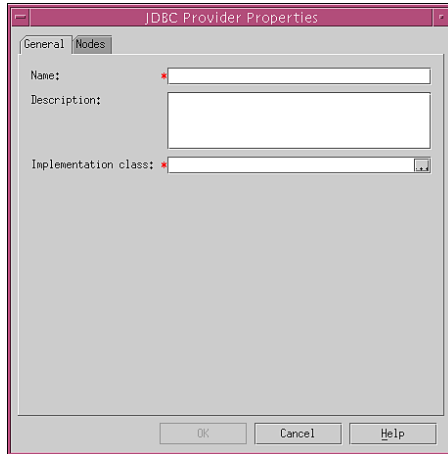 JDBC Provider Properties
General Nodes
Name: *
Description:
Implementation class: * ...
OK Cancel Help